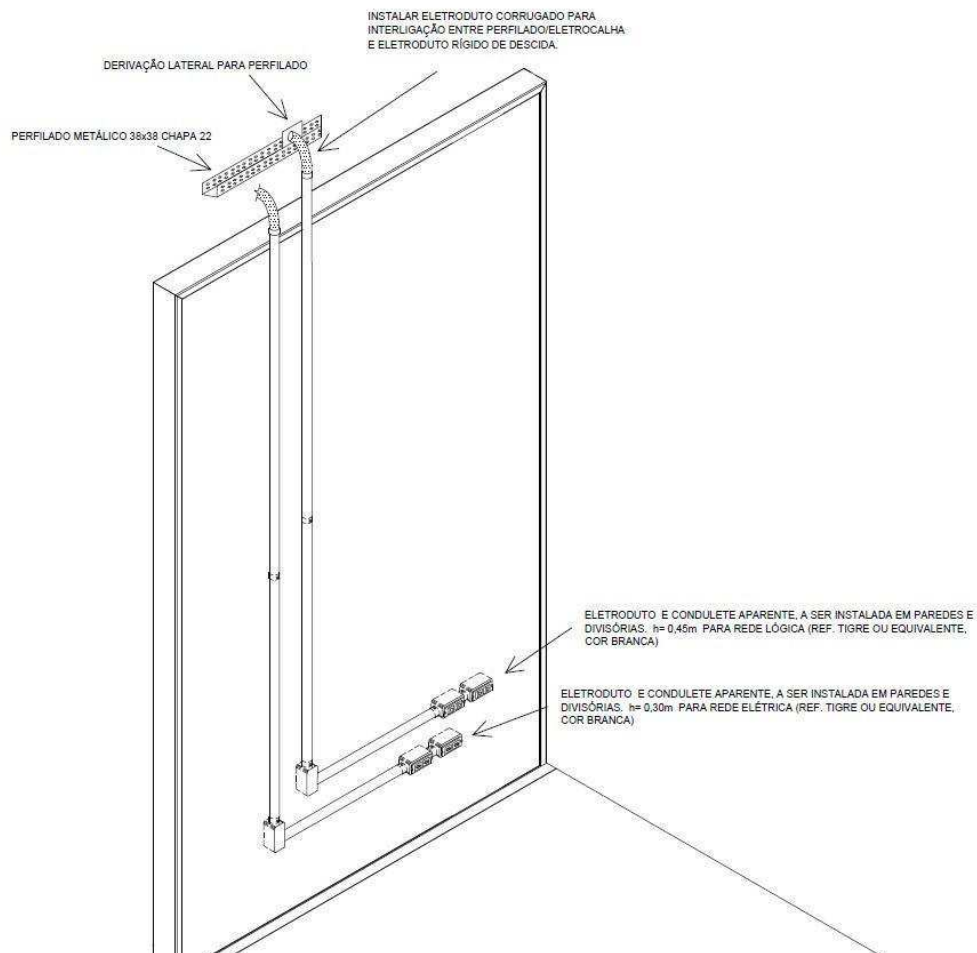 INSTALAR ELETRODUTO CORRUGADO PARA
INTERLIGAÇÃO ENTRE PERFILADO/ELETROCALHA
E ELETRODUTO RÍGIDO DE DESCIDA.
DERIVAÇÃO LATERAL PARA PERFILADO
PERFILADO METÁLICO 38x38 CHAPA 22
ELETRODUTO E CONDULETE APARENTE, A SER INSTALADA EM PAREDES E
DIVISÓRIAS. h= 0,45m PARA REDE LÓGICA (REF. TIGRE OU EQUIVALENTE,
COR BRANCA)
ELETRODUTO E CONDULETE APARENTE, A SER INSTALADA EM PAREDES E
DIVISÓRIAS. h= 0,30m PARA REDE ELÉTRICA (REF. TIGRE OU EQUIVALENTE,
COR BRANCA)